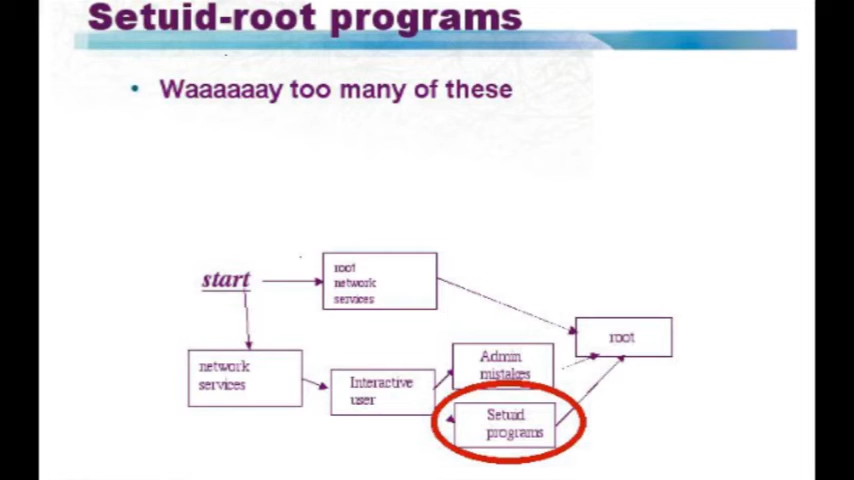 Setuid-root programs
• Waaaaaay too many of these
start
root
network
services
root
network
services
Interactive
user
Admin
mistakes
Setuid
programs